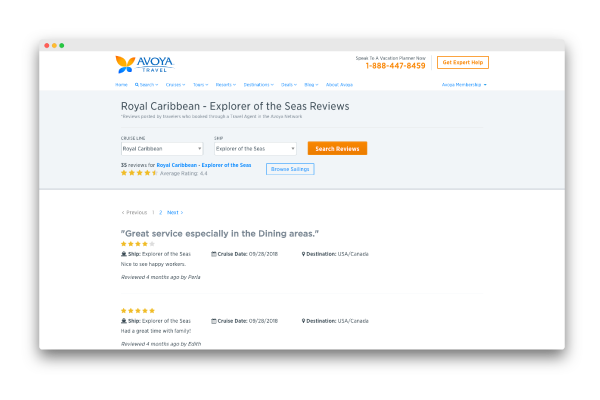 AVOYA
TRAVEL
Speak To A Vacation Planner Now
1-888-447-8459
Get Expert Help
Home Search Cruises Tours Resorts Destinations Deals Blog About Avoya Avoya Membership
Royal Caribbean - Explorer of the Seas Reviews
*Reviews posted by travelers who booked through a Travel Agent in the Avoya Network
CRUISE LINE SHIP
Royal Caribbean Explorer of the Seas Search Reviews
35 reviews for Royal Caribbean - Explorer of the Seas
Average Rating: 4.4
Browse Sailings
< Previous 1 2 Next >
"Great service especially in the Dining areas."
Ship: Explorer of the Seas Cruise Date: 09/28/2018 Destination: USA/Canada
Nice to see happy workers.
Reviewed 4 months ago by Perla
Ship: Explorer of the Seas Cruise Date: 09/28/2018 Destination: USA/Canada
Had a great time with family!
Reviewed 4 months ago by Edith